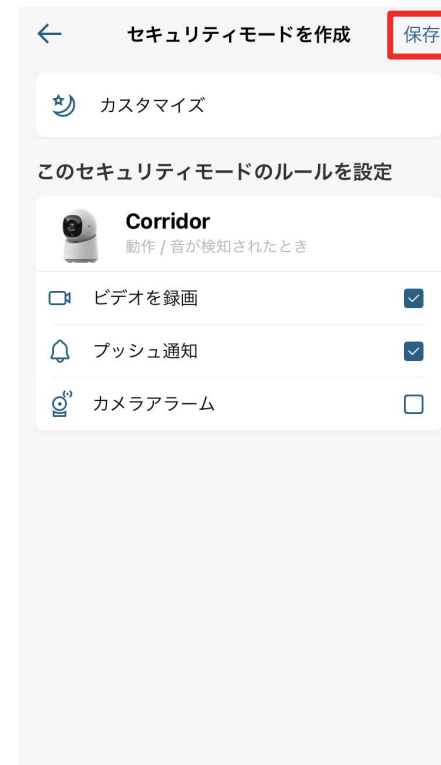 セキュリティモードを作成
保存
カスタマイズ
このセキュリティモードのルールを設定
Corridor
動作 / 音が検知されたとき
ビデオを録画
プッシュ通知
カメラアラーム